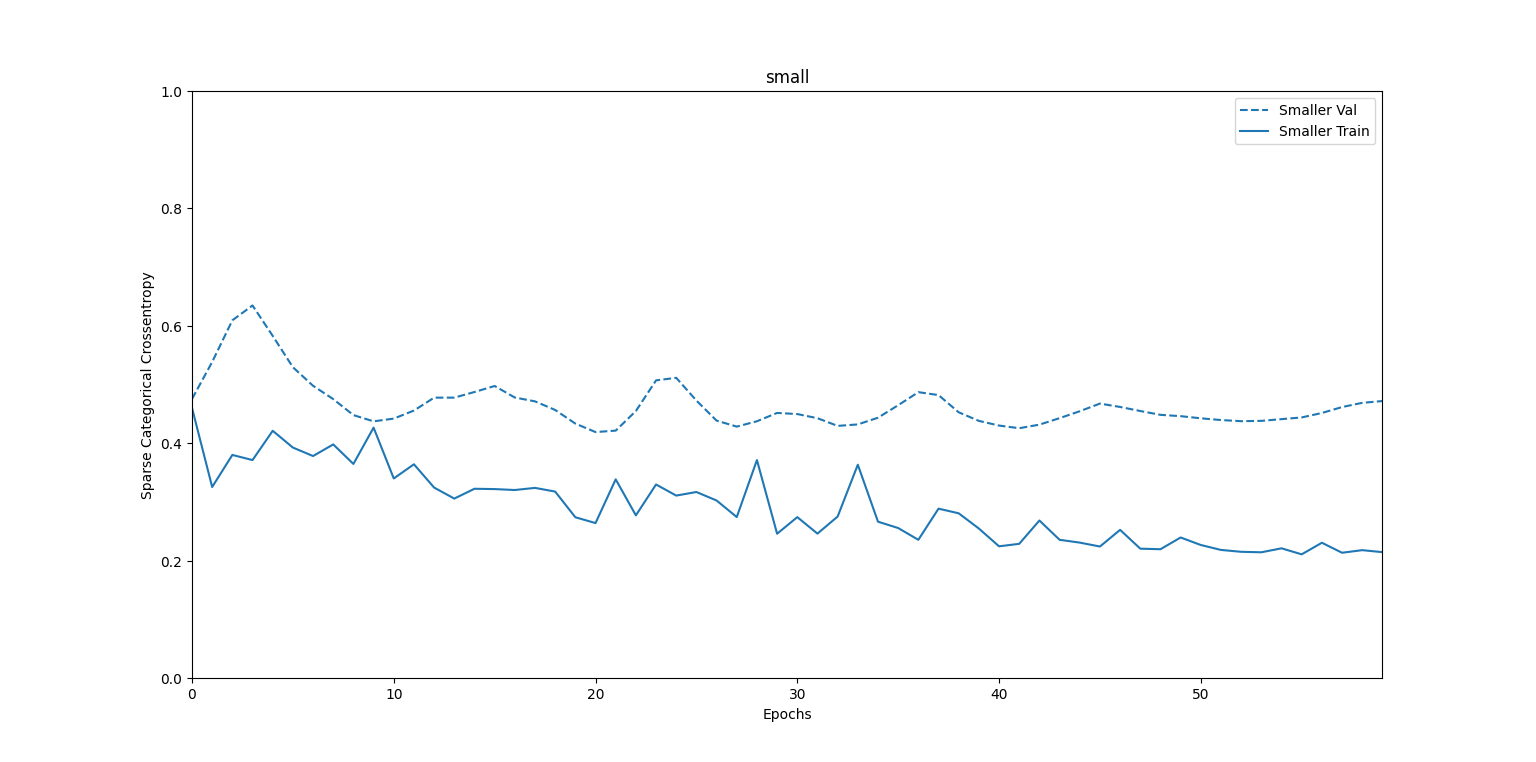 small
Smaller Val
Smaller Train
1.0
0.8
0.6
0.4
0.2
0.0
Sparse Categorical Crossentropy
0 10 20 30 40 50
Epochs